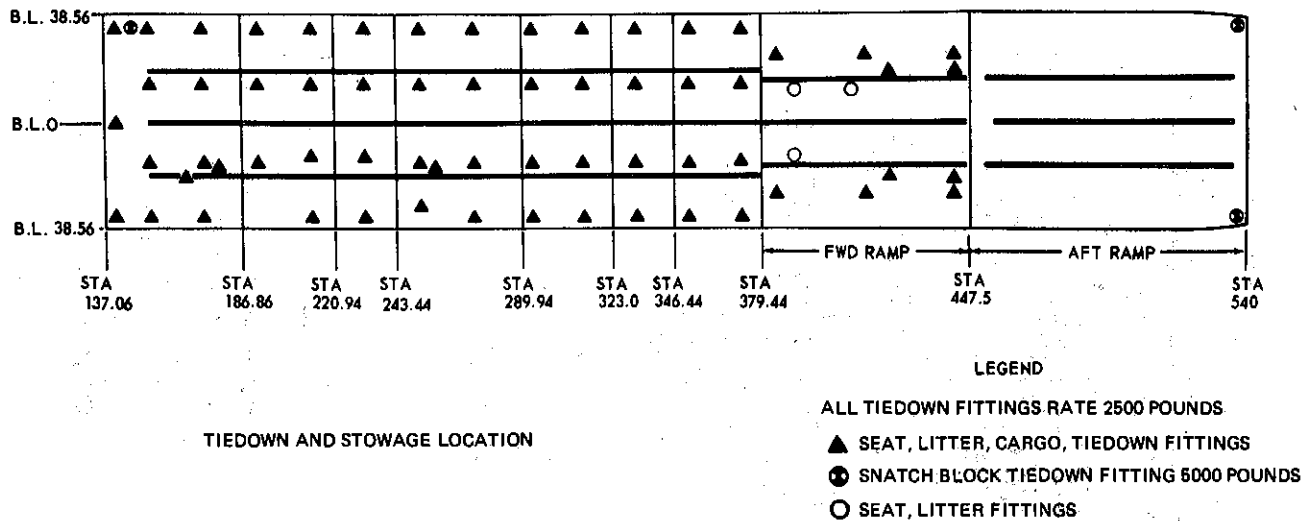 B.L. 38.56
B.L.O
B.L. 38.56
FWD RAMP
AFT RAMP
STA 137.06
STA 186.86
STA 220.94
STA 243.44
STA 289.94
STA 323.0
STA 346.44
STA 379.44
STA 447.5
STA 540
LEGEND
ALL TIEDOWN FITTINGS RATE 2500 POUNDS
SEAT, LITTER, CARGO, TIEDOWN FITTINGS
SNATCH BLOCK TIEDOWN FITTING 5000 POUNDS
SEAT, LITTER FITTINGS
TIEDOWN AND STOWAGE LOCATION